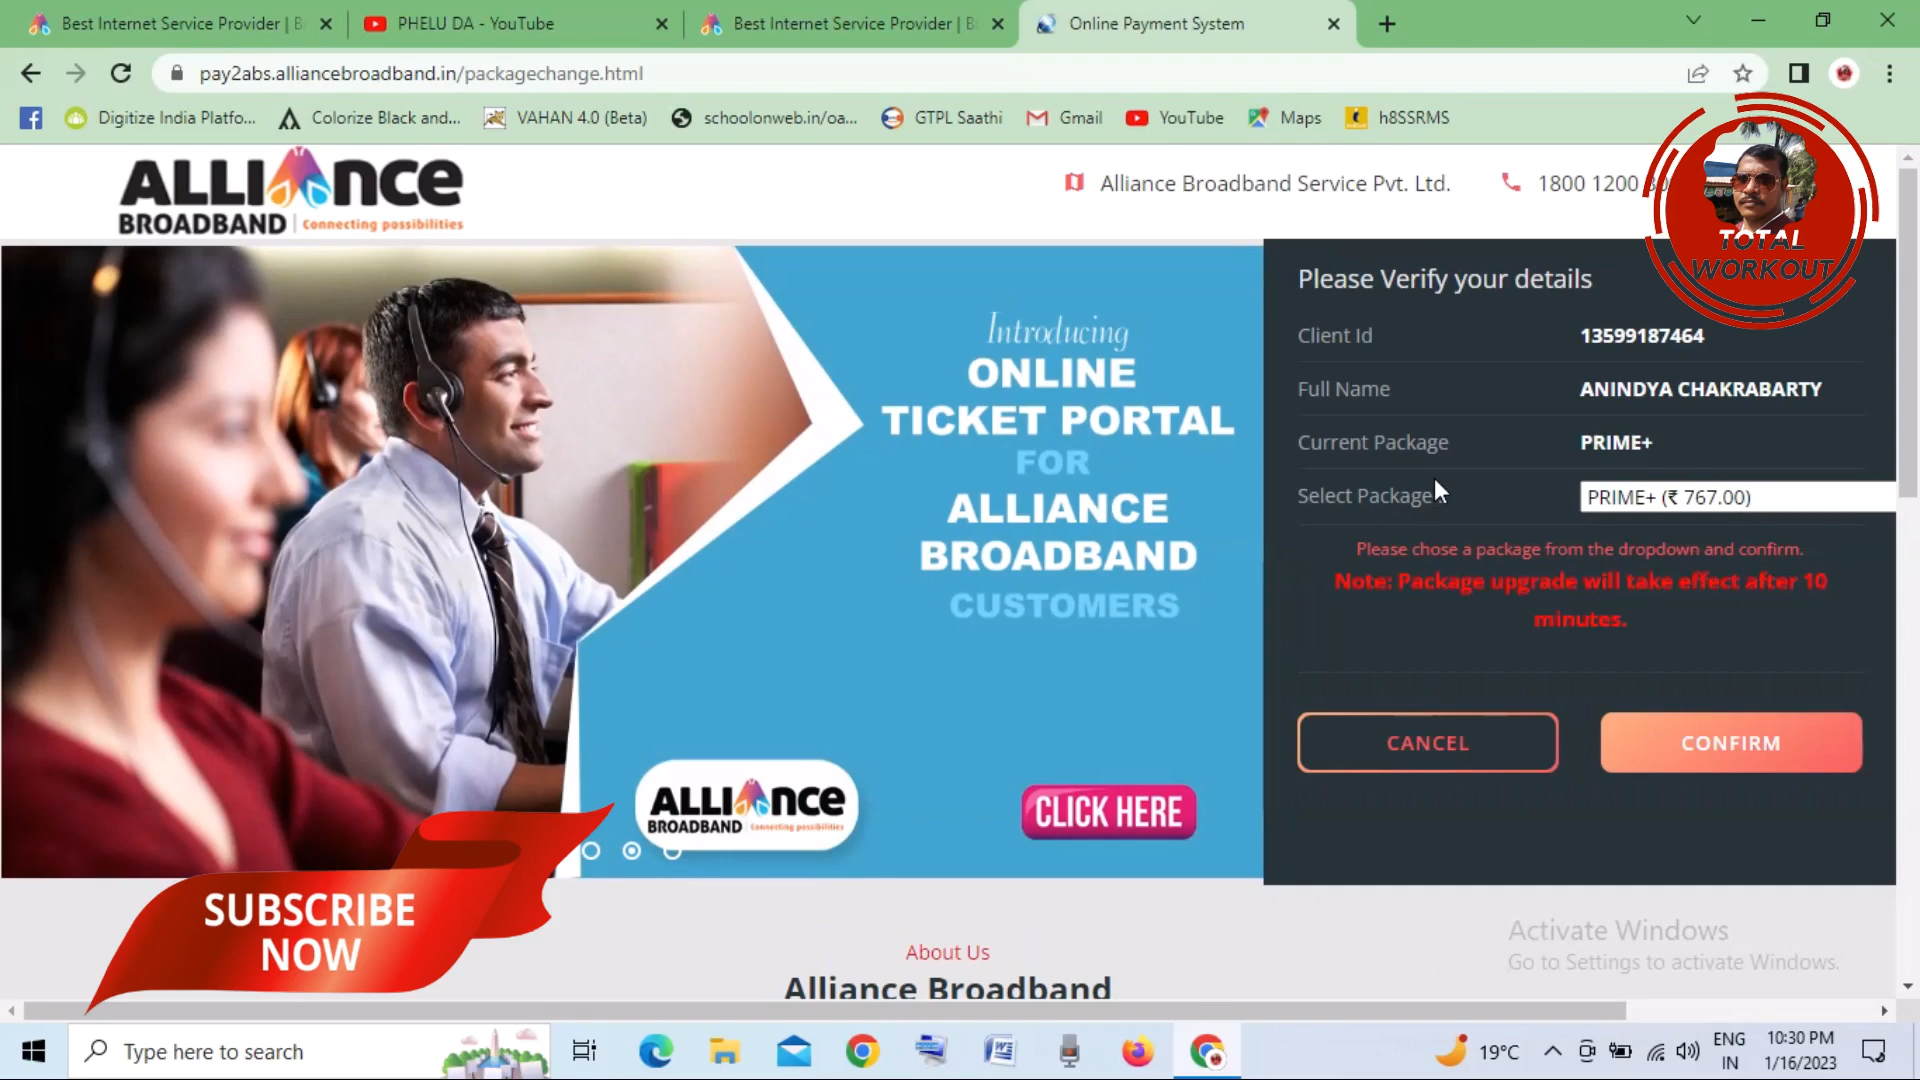 Best Internet Service Provider | B
PHELU DA - YouTube
Best Internet Service Provider | B
Online Payment System
pay2abs.alliancebroadband.in/packagechange.html
Digitize India Platfo...
Colorize Black and...
VAHAN 4.0 (Beta)
schoolonweb.in/oa...
GTPL Saathi
Gmail
YouTube
Maps
h8SSRMS
ALLIANCE
BROADBAND | Connecting possibilities
Alliance Broadband Service Pvt. Ltd.
1800 1200
TOTAL
WORKOUT
Introducing
ONLINE
TICKET PORTAL
FOR
ALLIANCE
BROADBAND
CUSTOMERS
ALLIANCE
BROADBAND | Connecting possibilities
CLICK HERE
Please Verify your details
Client Id 13599187464
Full Name ANINDYA CHAKRABARTY
Current Package PRIME+
Select Package PRIME+ (₹ 767.00)
Please chose a package from the dropdown and confirm.
Note: Package upgrade will take effect after 10
minutes.
CANCEL
CONFIRM
SUBSCRIBE
NOW
About Us
Alliance Broadband
Activate Windows
Go to Settings to activate Windows.
Type here to search
19°C
ENG
IN
10:30 PM
1/16/2023